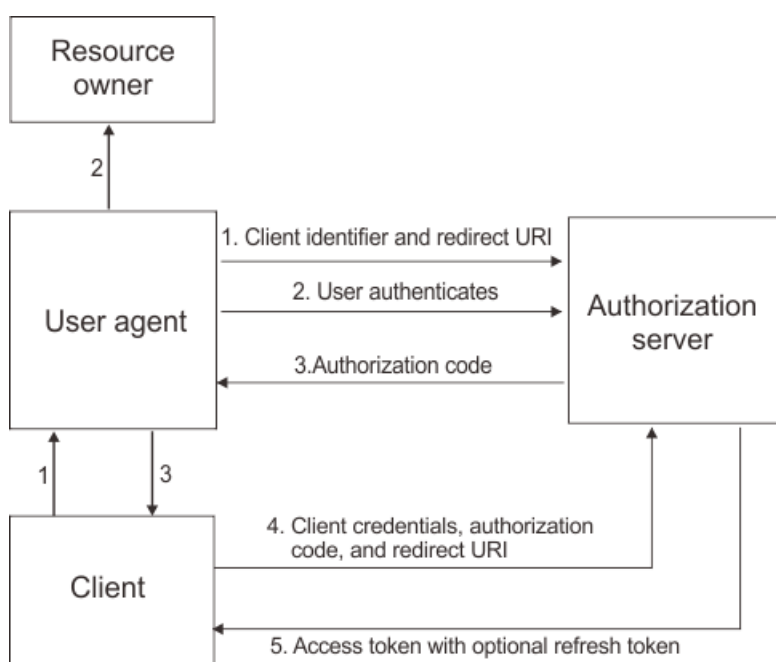 Resource
owner
2
User agent
1. Client identifier and redirect URI
2. User authenticates
3.Authorization code
Authorization
server
1
3
Client
4. Client credentials, authorization
code, and redirect URI
5. Access token with optional refresh token